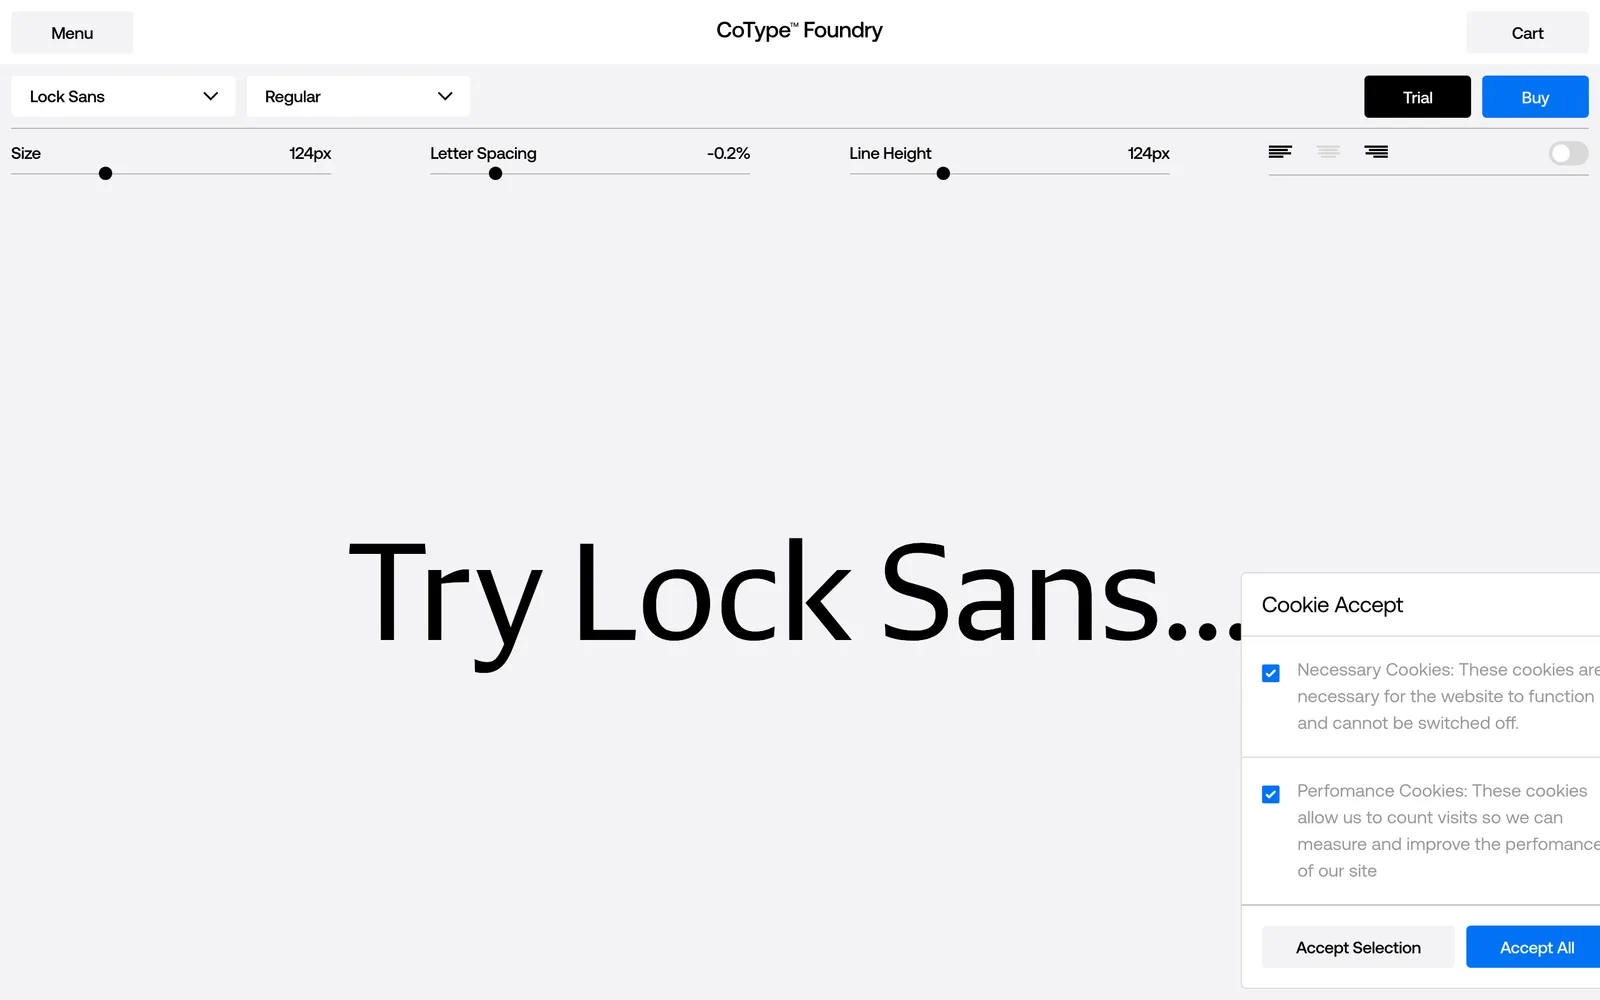 Menu
CoType™ Foundry
Cart
Lock Sans
Regular
Trial
Buy
Size
124px
Letter Spacing
-0.2%
Line Height
124px
Try Lock Sans...
Cookie Accept
Necessary Cookies: These cookies are
necessary for the website to function
and cannot be switched off.
Perfomance Cookies: These cookies
allow us to count visits so we can
measure and improve the perfomance
of our site
Accept Selection
Accept All